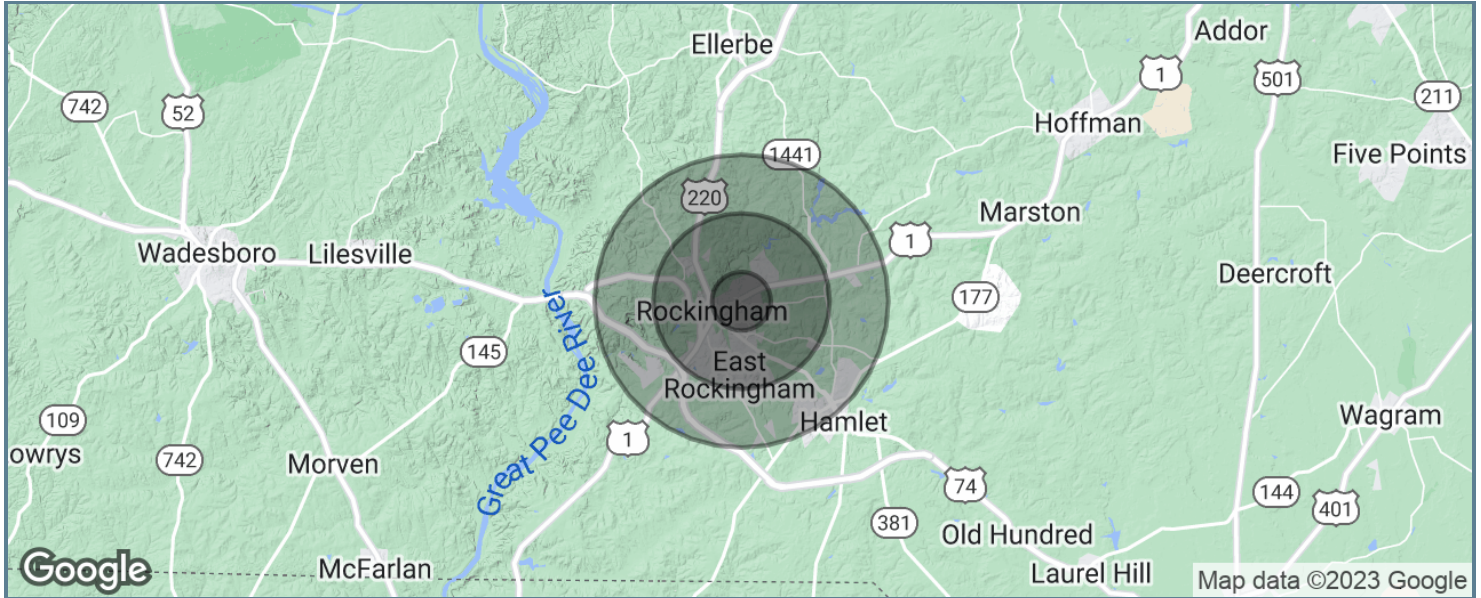 Addor
Ellerbe
1
501
742
52
211
Hoffman
1441
Five Points
220
Marston
1
Wadesboro
Lilesville
Deercroft
177
Rockingham
145
Great Pee Dee River
East
Rockingham
109
Hamlet
Wagram
1
owrys
742
Morven
74
144
401
381
Old Hundred
McFarlan
Laurel Hill
Google
Map data ©2023 Google